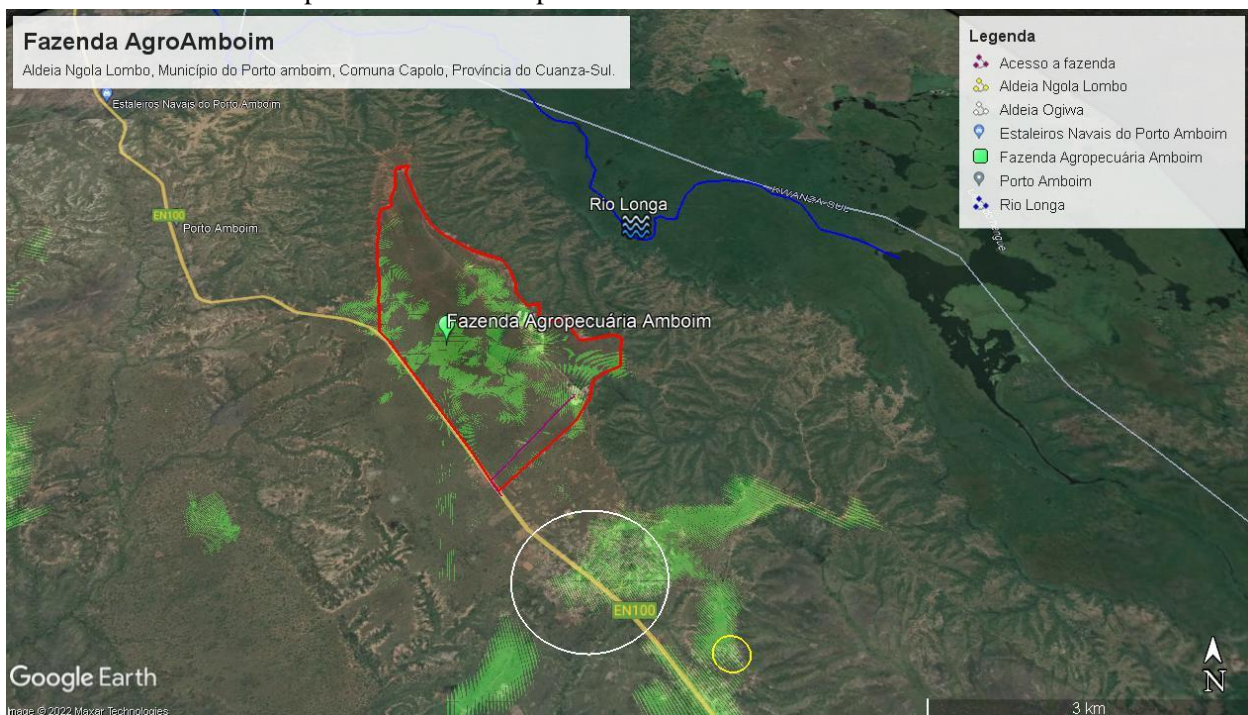 Fazenda AgroAmboim
Aldeia Ngola Lombo, Município do Porto amboim, Comuna Capolo, Província do Cuanza-Sul.
Legenda
Acesso a fazenda
Aldeia Ngola Lombo
Aldeia Ogiwa
Estaleiros Navais do Porto Amboim
Fazenda Agropecuária Amboim
Porto Amboim
Rio Longa
Estaleiros Navais do Porto Amboim
EN100
Porto Amboim
Rio Longa
KWANZA-SUL
Fazenda Agropecuária Amboim
EN100
Google Earth
Image © 2022 Maxar Technologies
3 km
N